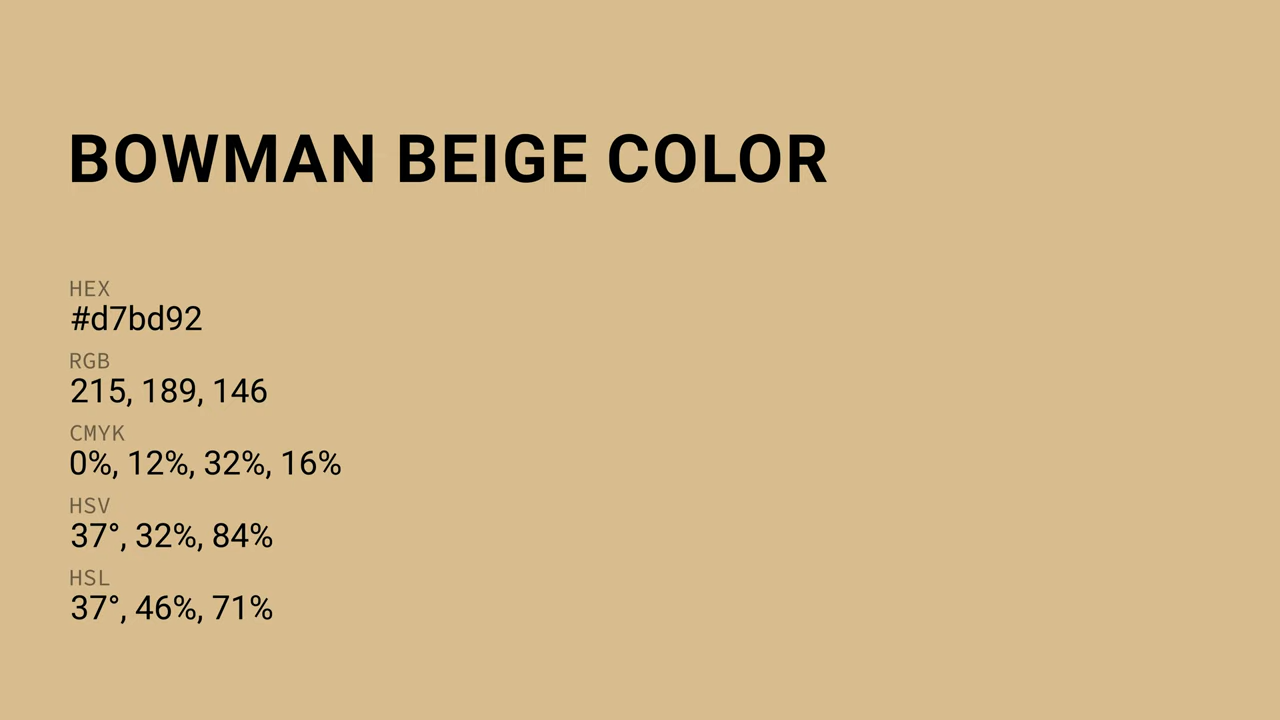 BOWMAN BEIGE COLOR
HEX
#d7bd92
RGB
215, 189, 146
CMYK
0%, 12%, 32%, 16%
HSV
37°, 32%, 84%
HSL
37°, 46%, 71%